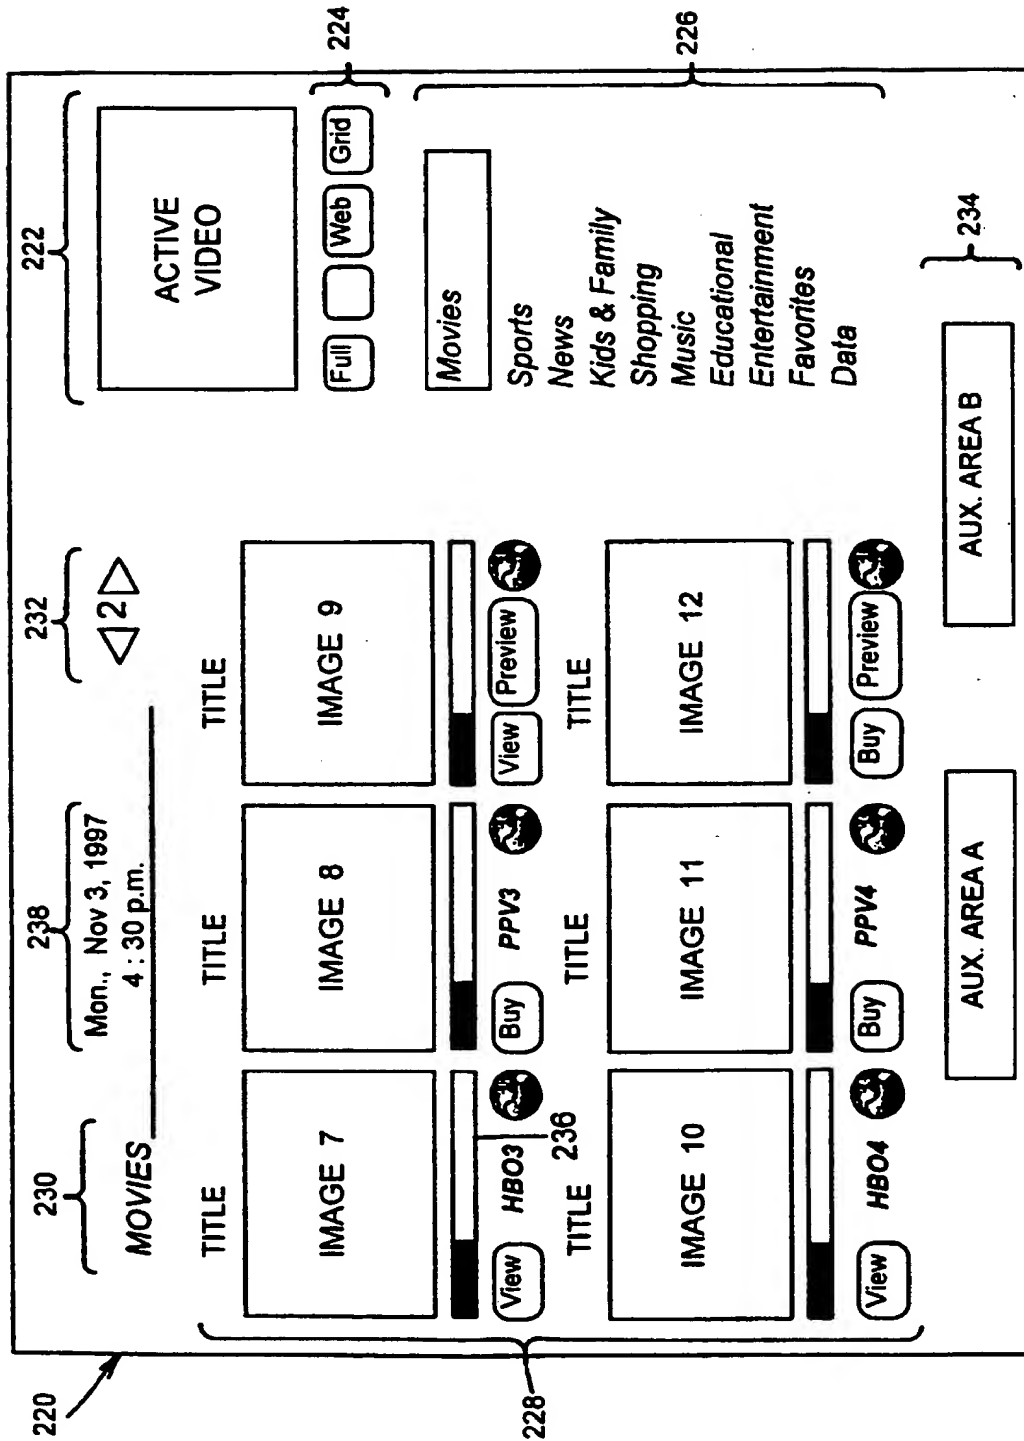 220
230
238
232
222
MOVIES
Mon., Nov 3, 1997
4 : 30 p.m.
2
ACTIVE
VIDEO
Full
Web
Grid
224
TITLE
TITLE
TITLE
IMAGE 7
IMAGE 8
IMAGE 9
View
HBO3
Buy
PPV3
View
Preview
236
228
TITLE
TITLE
TITLE
IMAGE 10
IMAGE 11
IMAGE 12
View
HBO4
Buy
PPV4
Buy
Preview
Movies
Sports
News
Kids & Family
Shopping
Music
Educational
Entertainment
Favorites
Data
226
AUX. AREA A
AUX. AREA B
234